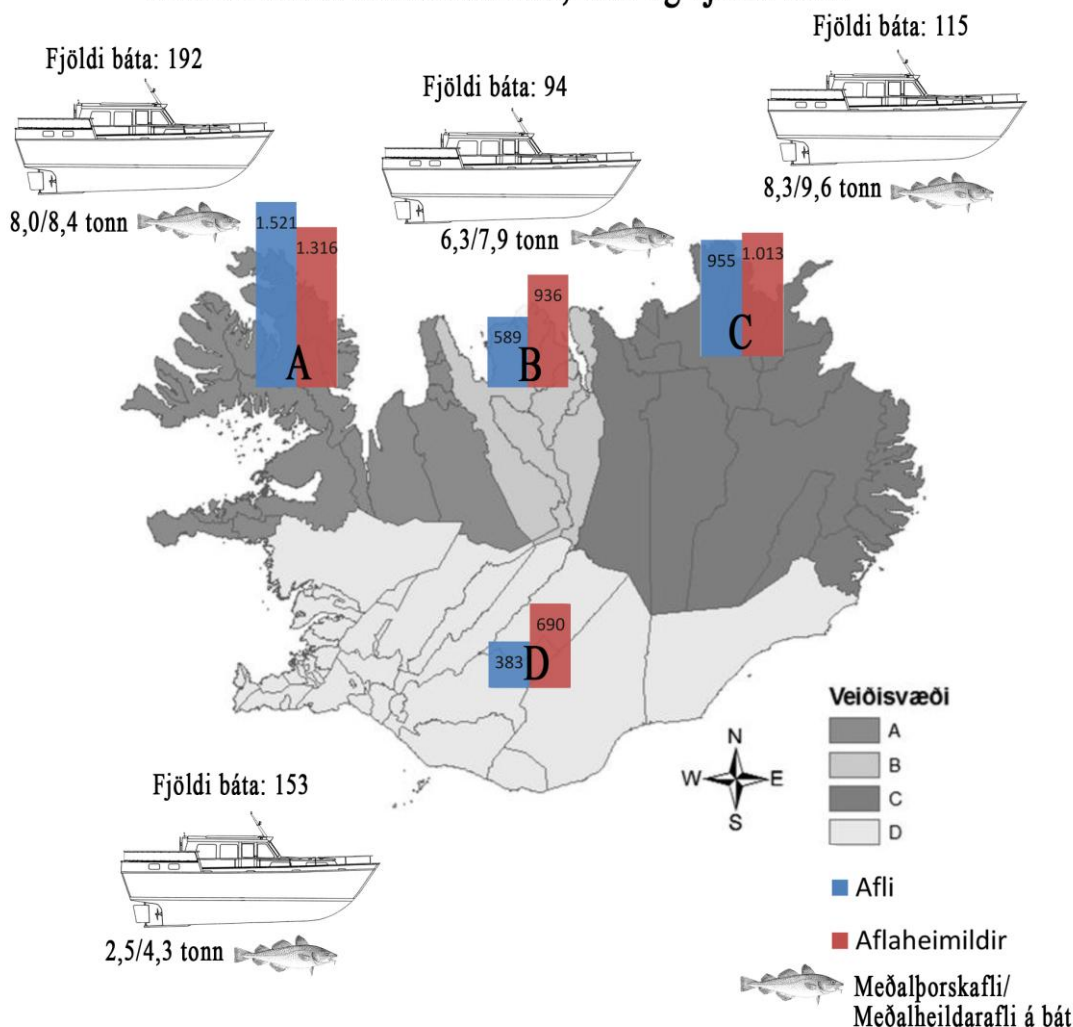 Fjöldi báta: 192
8,0/8,4 tonn
Fjöldi báta: 94
6,3/7,9 tonn
Fjöldi báta: 115
8,3/9,6 tonn
1.521
1.316
A
589
936
B
955
1.013
C
383
690
D
Fjöldi báta: 153
2,5/4,3 tonn
N
W
E
S
Veiðisvæði
A
B
C
D
Afli
Aflaheimildir
Meðalþorskafli/
Meðalheildarafli á bát